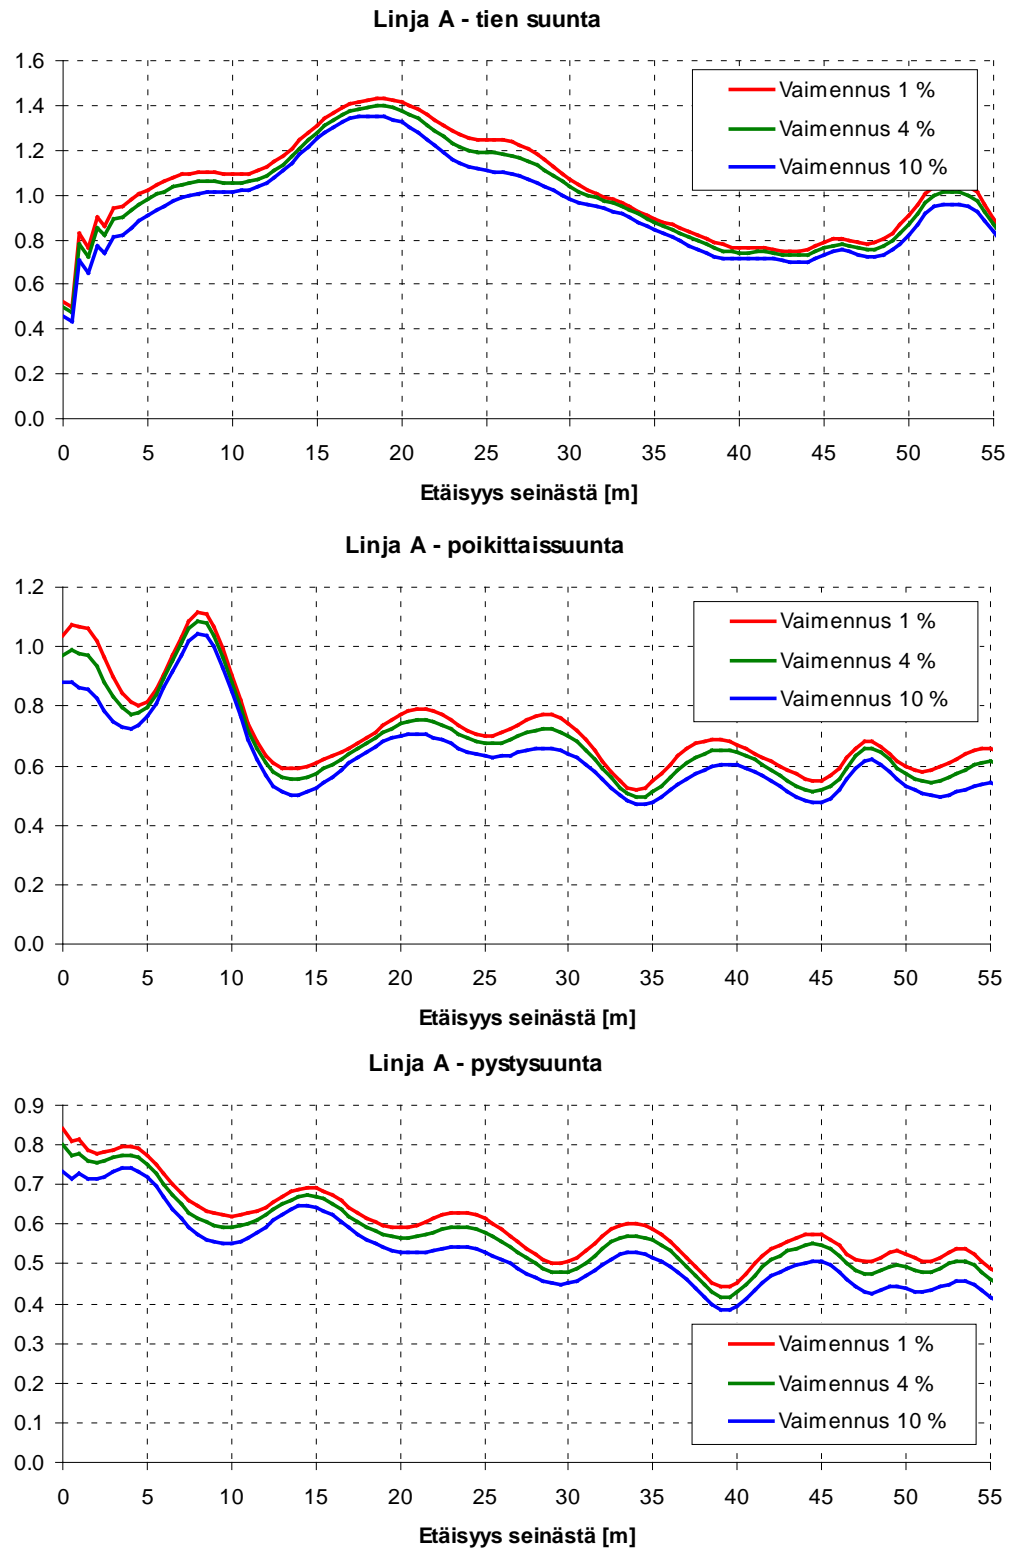 Linja A - tien suunta
1.6
1.4
1.2
1.0
0.8
0.6
0.4
0.2
0.0
Vaimennus 1 %
Vaimennus 4 %
Vaimennus 10 %
0 5 10 15 20 25 30 35 40 45 50 55
Etäisyys seinästä [m]
Linja A - poikittaissuunta
1.2
1.0
0.8
0.6
0.4
0.2
0.0
Vaimennus 1 %
Vaimennus 4 %
Vaimennus 10 %
0 5 10 15 20 25 30 35 40 45 50 55
Etäisyys seinästä [m]
Linja A - pystysuunta
0.9
0.8
0.7
0.6
0.5
0.4
0.3
0.2
0.1
0.0
Vaimennus 1 %
Vaimennus 4 %
Vaimennus 10 %
0 5 10 15 20 25 30 35 40 45 50 55
Etäisyys seinästä [m]